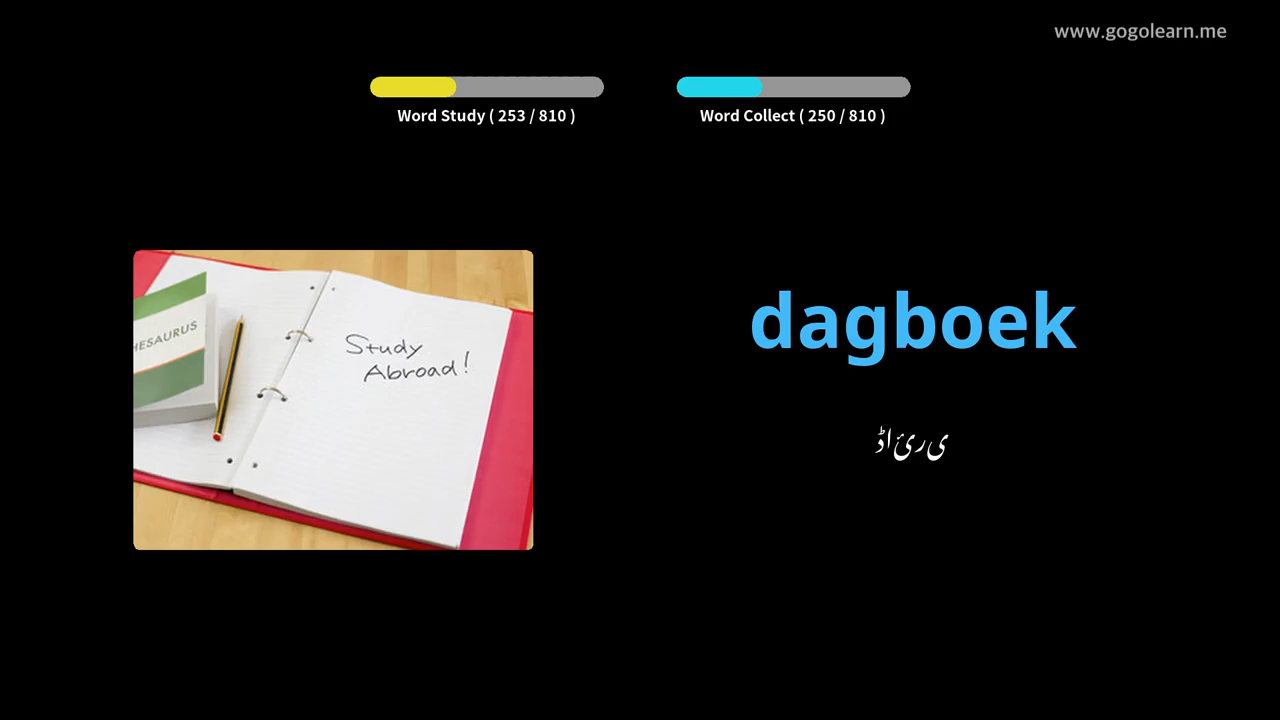 www.gogolearn.me
Word Study ( 253 / 810 )
Word Collect ( 250 / 810 )
HESAURUS
Study
Abroad!
dagboek
ڈائری